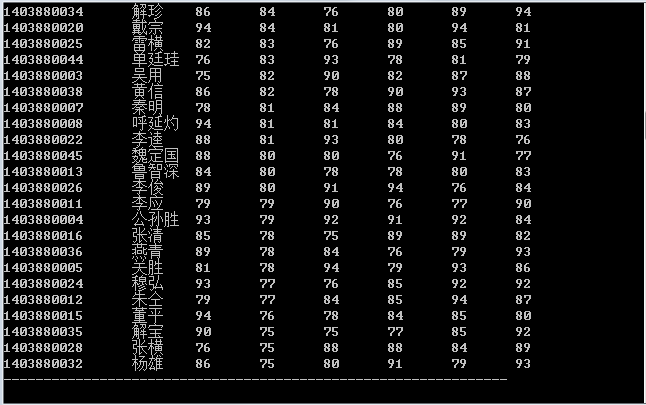 1403880034 解珍 86 84 76 80 89 94
1403880020 戴宗 94 84 81 80 94 81
1403880025 雷横 82 83 76 89 85 91
1403880044 单廷珪 76 83 93 78 81 79
1403880003 吴用 75 82 90 82 87 88
1403880038 黄信 86 82 78 90 93 87
1403880007 秦明 78 81 84 88 89 80
1403880008 呼延灼 94 81 81 84 80 83
1403880022 李逵 88 81 93 80 78 76
1403880045 魏定国 88 80 80 76 91 77
1403880013 鲁智深 84 80 78 78 80 83
1403880026 李俊 89 80 91 94 76 84
1403880011 李应 79 79 90 76 77 90
1403880004 公孙胜 93 79 92 91 92 84
1403880016 张清 85 78 75 89 89 82
1403880036 燕青 89 78 84 76 79 93
1403880005 关胜 81 78 94 79 93 86
1403880024 穆弘 93 77 76 85 92 92
1403880012 朱仝 79 77 84 85 94 87
1403880015 董平 94 76 78 84 85 80
1403880035 解宝 90 75 75 77 85 92
1403880028 张横 76 75 88 88 84 89
1403880032 杨雄 86 75 80 91 79 93
---------------------------------------------------------------